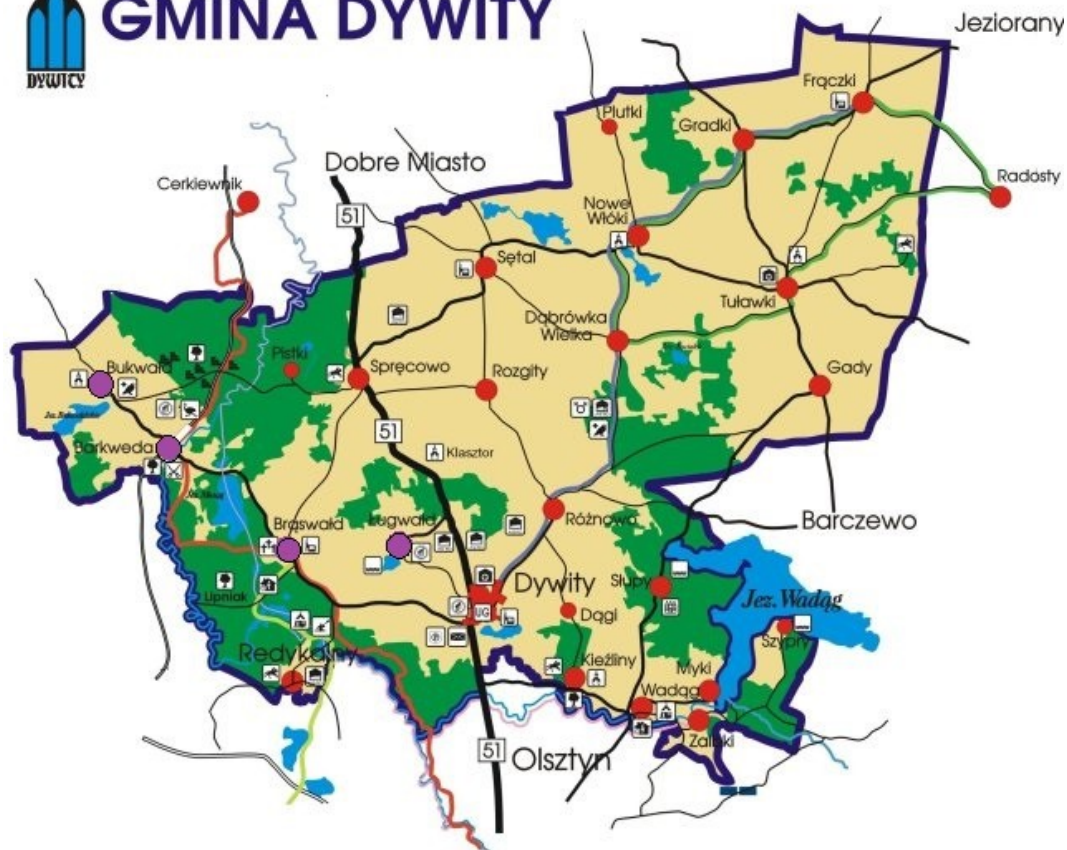 GMINA DYWITY
DYWITY
Jeziorany
Frączki
Plutki
Gradki
Dobre Miasto
Cerkiewnik
Radosty
51
Nowe
Włóki
Sętal
Tuławki
Dąbrówka
Wielka
Pistki
Bukwałd
Spręcowo
Rozgity
Gady
51
Barkweda
Klasztor
Brąswałd
Ługwałd
Różnowo
Barczewo
Dywity
Słupy
Jez. Wadąg
Lipniak
UG
Dągi
Szypry
Redykajny
Kieźliny
Myki
Wadąg
Zalbki
51
Olsztyn